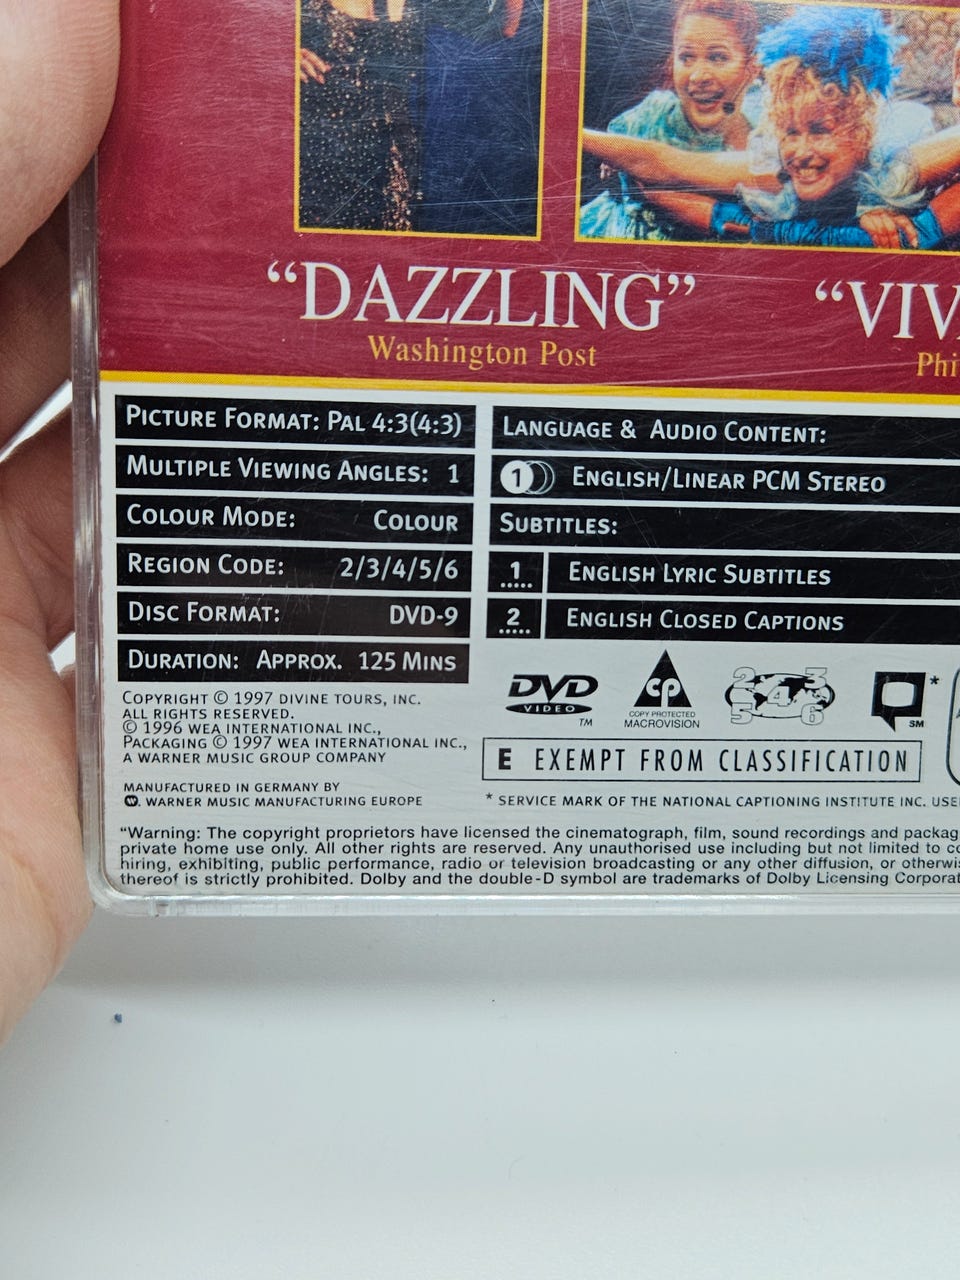 “DAZZLING”
Washington Post
PICTURE FORMAT: PAL 4:3(4:3)
MULTIPLE VIEWING ANGLES: 1
COLOUR MODE: COLOUR
REGION CODE: 2/3/4/5/6
DISC FORMAT: DVD-9
DURATION: APPROX. 125 MINS
LANGUAGE & AUDIO CONTENT:
1 ENGLISH/LINEAR PCM STEREO
SUBTITLES:
1 ENGLISH LYRIC SUBTITLES
2 ENGLISH CLOSED CAPTIONS
COPYRIGHT © 1997 DIVINE TOURS, INC.
ALL RIGHTS RESERVED.
© 1996 WEA INTERNATIONAL INC.,
PACKAGING © 1997 WEA INTERNATIONAL INC.,
A WARNER MUSIC GROUP COMPANY
MANUFACTURED IN GERMANY BY
W. WARNER MUSIC MANUFACTURING EUROPE
DVD
VIDEO
TM
CP
COPY PROTECTED
MACROVISION
2 3
4
5 6
*
SM
E EXEMPT FROM CLASSIFICATION
* SERVICE MARK OF THE NATIONAL CAPTIONING INSTITUTE INC.
“Warning: The copyright proprietors have licensed the cinematograph, film, sound recordings and
private home use only. All other rights are reserved. Any unauthorised use including but not limited to
hiring, exhibiting, public performance, radio or television broadcasting or any other diffusion, or
thereof is strictly prohibited. Dolby and the double-D symbol are trademarks of Dolby Licensing